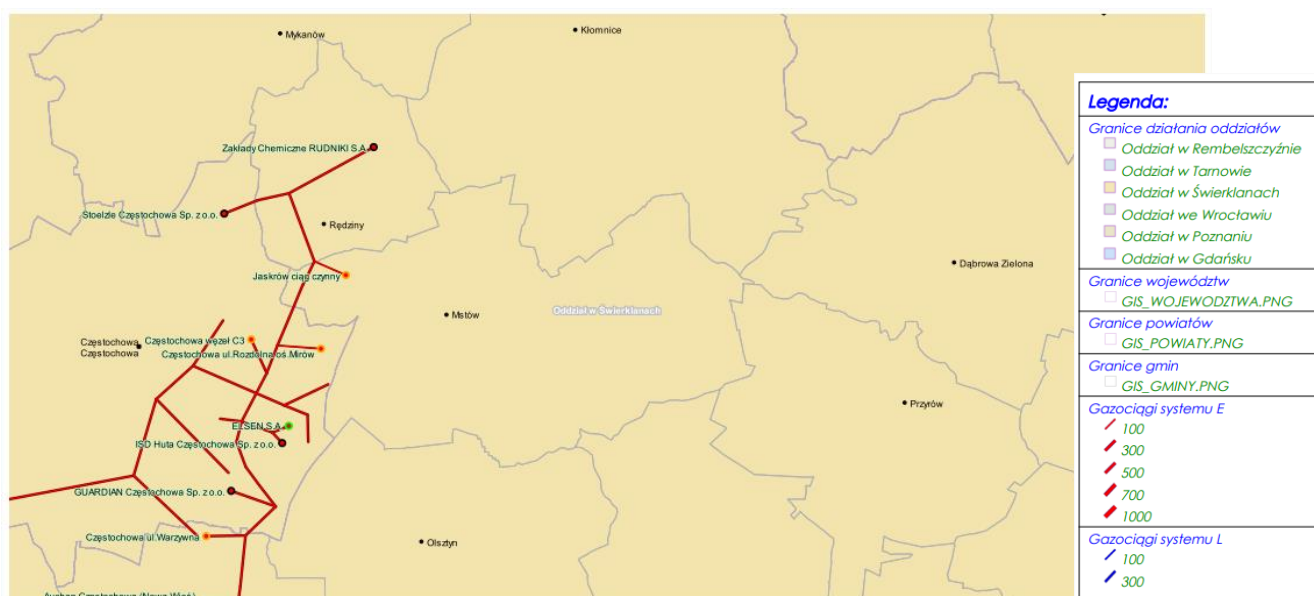 Mykanów
Kłomnice
Zakłady Chemiczne RUDNIKI S.A
Stoelzle Częstochowa Sp. z o.o.
Rędziny
Jaskrów ciąg czynny
Dąbrowa Zielona
Mstów
Oddział w Świerklanach
Częstochowa
Częstochowa
Częstochowa węzeł C3
Częstochowa ul.Rozdolna oś.Mirów
Przyrów
ELSEN S.A.
ISD Huta Częstochowa Sp. z o.o.
GUARDIAN Częstochowa Sp. z o.o.
Częstochowa ul.Warzywna
Olsztyn
Legenda:
Granice działania oddziałów
Oddział w Rembelszczyźnie
Oddział w Tarnowie
Oddział w Świerklanach
Oddział we Wrocławiu
Oddział w Poznaniu
Oddział w Gdańsku
Granice województw
GIS_WOJEWODZTWA.PNG
Granice powiatów
GIS_POWIATY.PNG
Granice gmin
GIS_GMINY.PNG
Gazociągi systemu E
100
300
500
700
1000
Gazociągi systemu L
100
300